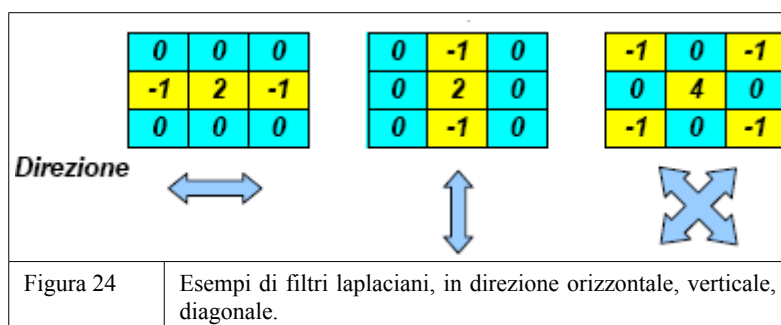 0 0 0 0 -1 0 -1 0 -1
-1 2 -1 0 2 0 0 4 0
0 0 0 0 -1 0 -1 0 -1
Direzione
Figura 24 Esempi di filtri laplaciani, in direzione orizzontale, verticale,
diagonale.